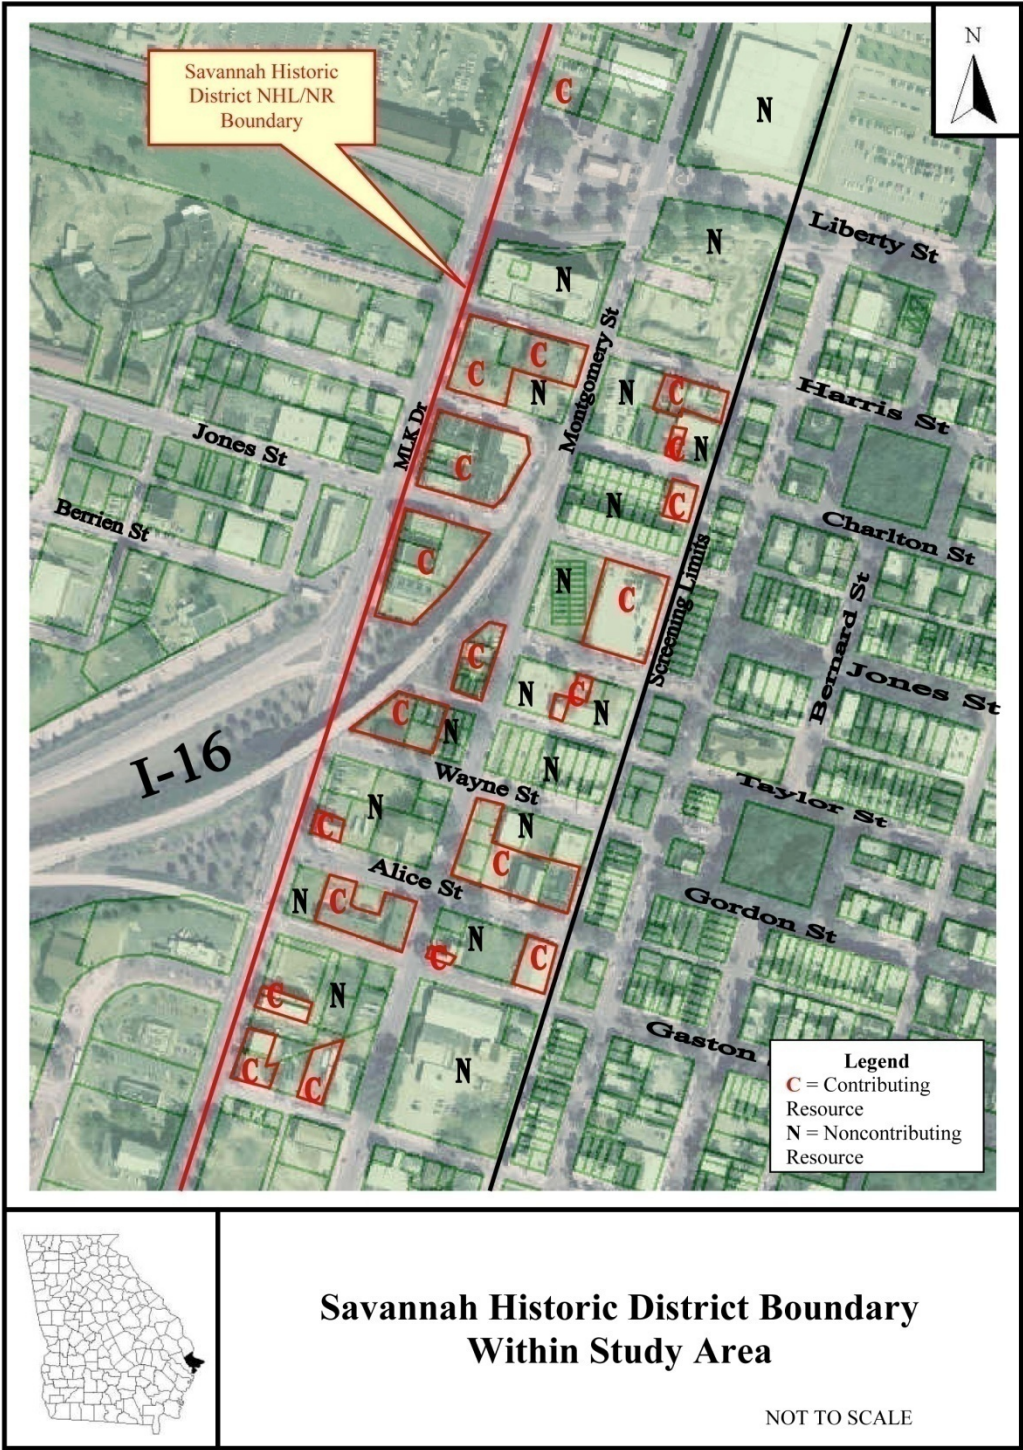 N
Savannah Historic
District NHL/NR
Boundary
C
N
Liberty St
N
N
Montgomery St
C
C
N
N
C
Harris St
MLK Dr
C
N
Jones St
C
N
C
Berrien St
Charlton St
C
N
C
Screening Limits
Bernard St
C
Jones St
N
C
N
C
N
I-16
Wayne St
N
Taylor St
N
C
N
C
Alice St
Gordon St
N
C
N
C
C
C
N
Gaston
C
C
N
Legend
C = Contributing
Resource
N = Noncontributing
Resource
Savannah Historic District Boundary
Within Study Area
NOT TO SCALE